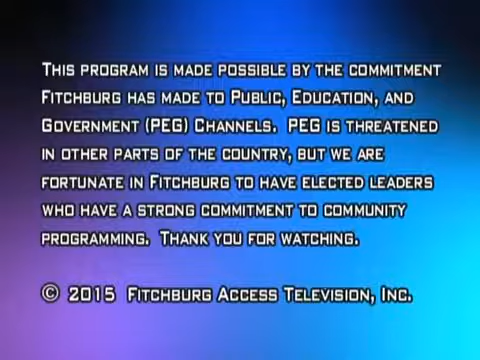 This program is made possible by the commitment
Fitchburg has made to Public, Education, and
Government (PEG) Channels. PEG is threatened
in other parts of the country, but we are
fortunate in Fitchburg to have elected leaders
who have a strong commitment to community
programming. Thank you for watching.
© 2015 Fitchburg Access Television, Inc.